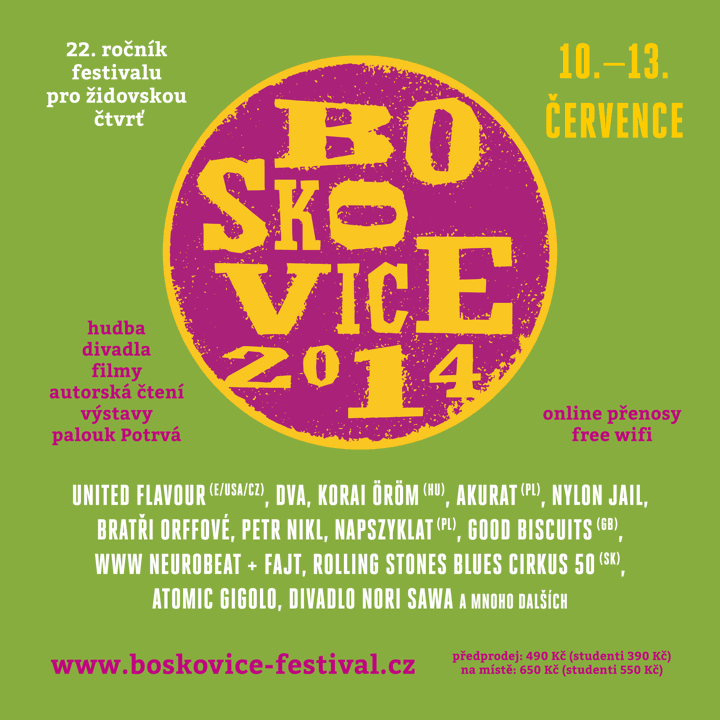 22. ročník
festivalu
pro židovskou
čtvrť
10.–13.
ČERVENCE
BO
SKO
VICE
2014
hudba
divadla
filmy
autorská čtení
výstavy
palouk Potrvá
online přenosy
free wifi
UNITED FLAVOUR (E/USA/CZ), DVA, KORAI ÖRÖM (HU), AKURAT (PL), NYLON JAIL,
BRATŘI ORFFOVÉ, PETR NIKL, NAPSZYKLAT (PL), GOOD BISCUITS (GB),
WWW NEUROBEAT + FAJT, ROLLING STONES BLUES CIRKUS 50 (SK),
ATOMIC GIGOLO, DIVADLO NORI SAWA A MNOHO DALŠÍCH
www.boskovice-festival.cz
předprodej: 490 Kč (studenti 390 Kč)
na místě: 650 Kč (studenti 550 Kč)